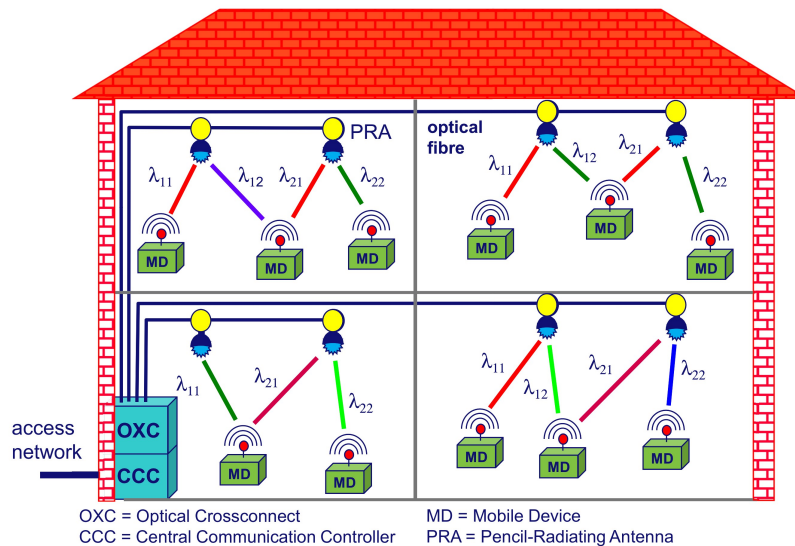 PRA
λ11
λ12
λ21
λ22
MD
MD
MD
optical
fibre
λ11
λ12
λ21
λ22
MD
MD
MD
λ11
λ21
λ22
MD
MD
λ11
λ12
λ21
λ22
MD
MD
MD
access
network
OXC
CCC
OXC = Optical Crossconnect
CCC = Central Communication Controller
MD = Mobile Device
PRA = Pencil-Radiating Antenna